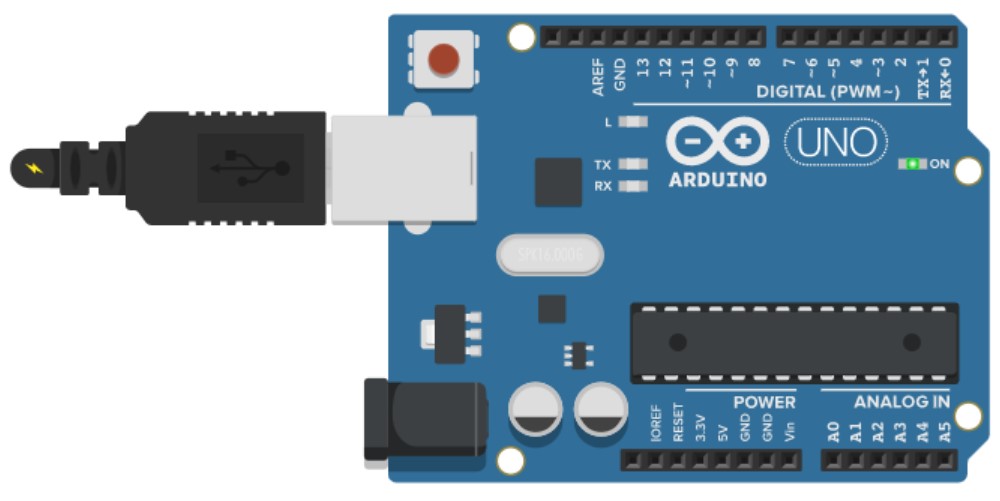 AREF
GND
13
12
~11
~10
~9
8
7
~6
~5
4
~3
2
TX→1
RX←0
DIGITAL (PWM~)
L
TX
RX
UNO
ARDUINO
ON
SPK16.000G
POWER
ANALOG IN
IOREF
RESET
3.3V
5V
GND
GND
Vin
A0
A1
A2
A3
A4
A5